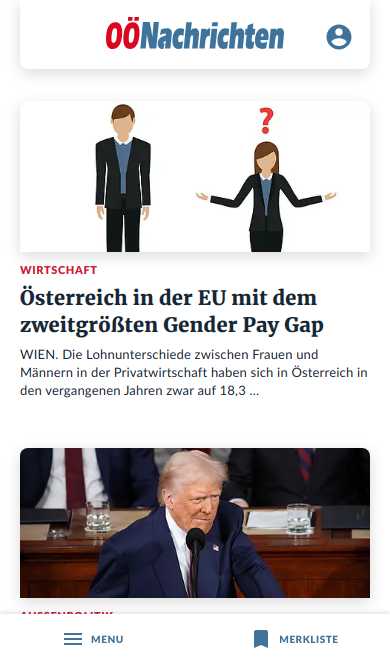 OÖNachrichten
?
WIRTSCHAFT
Österreich in der EU mit dem
zweitgrößten Gender Pay Gap
WIEN. Die Lohnunterschiede zwischen Frauen und
Männern in der Privatwirtschaft haben sich in Österreich in
den vergangenen Jahren zwar auf 18,3 ...
AUSSENPOLITIK
MENU
MERKLISTE